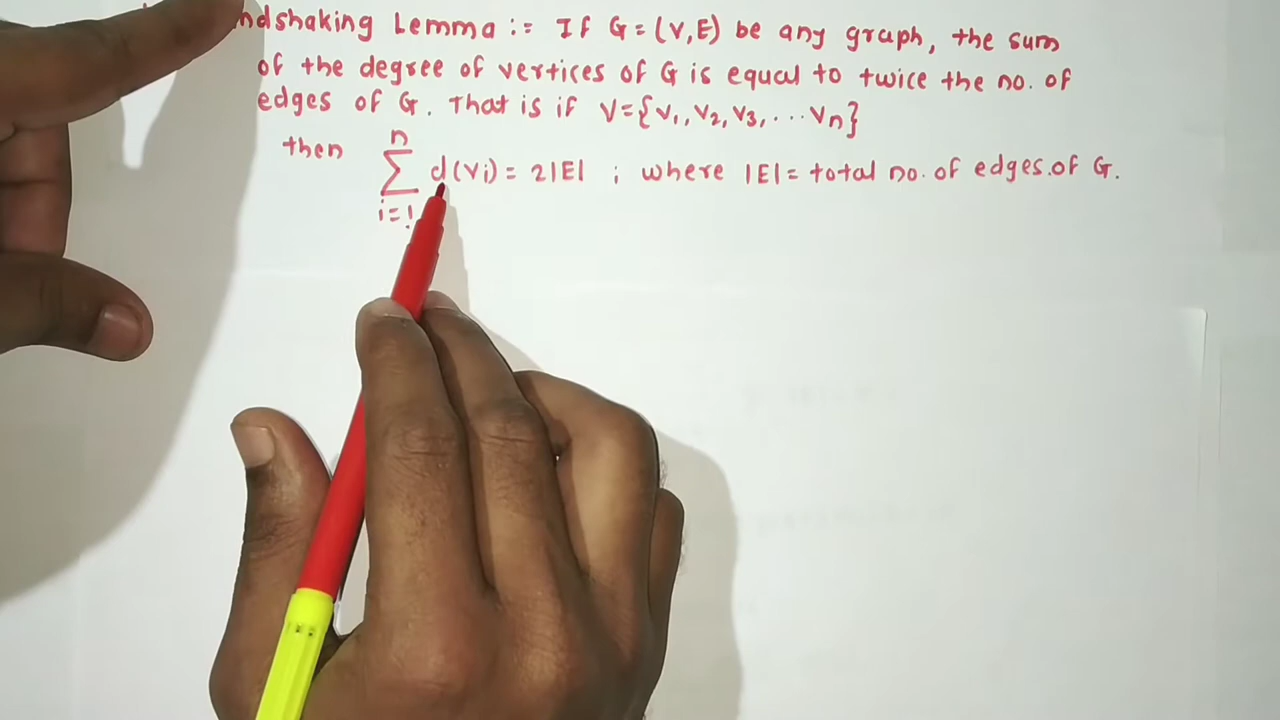 ndshaking Lemma := If G=(V,E) be any graph, the sum
of the degree of vertices of G is equal to twice the no. of
edges of G. That is if V={v₁, v₂, v₃, ... vn}
then n∑i=1 d(vi) = 2|E| ; where |E| = total no. of edges of G.